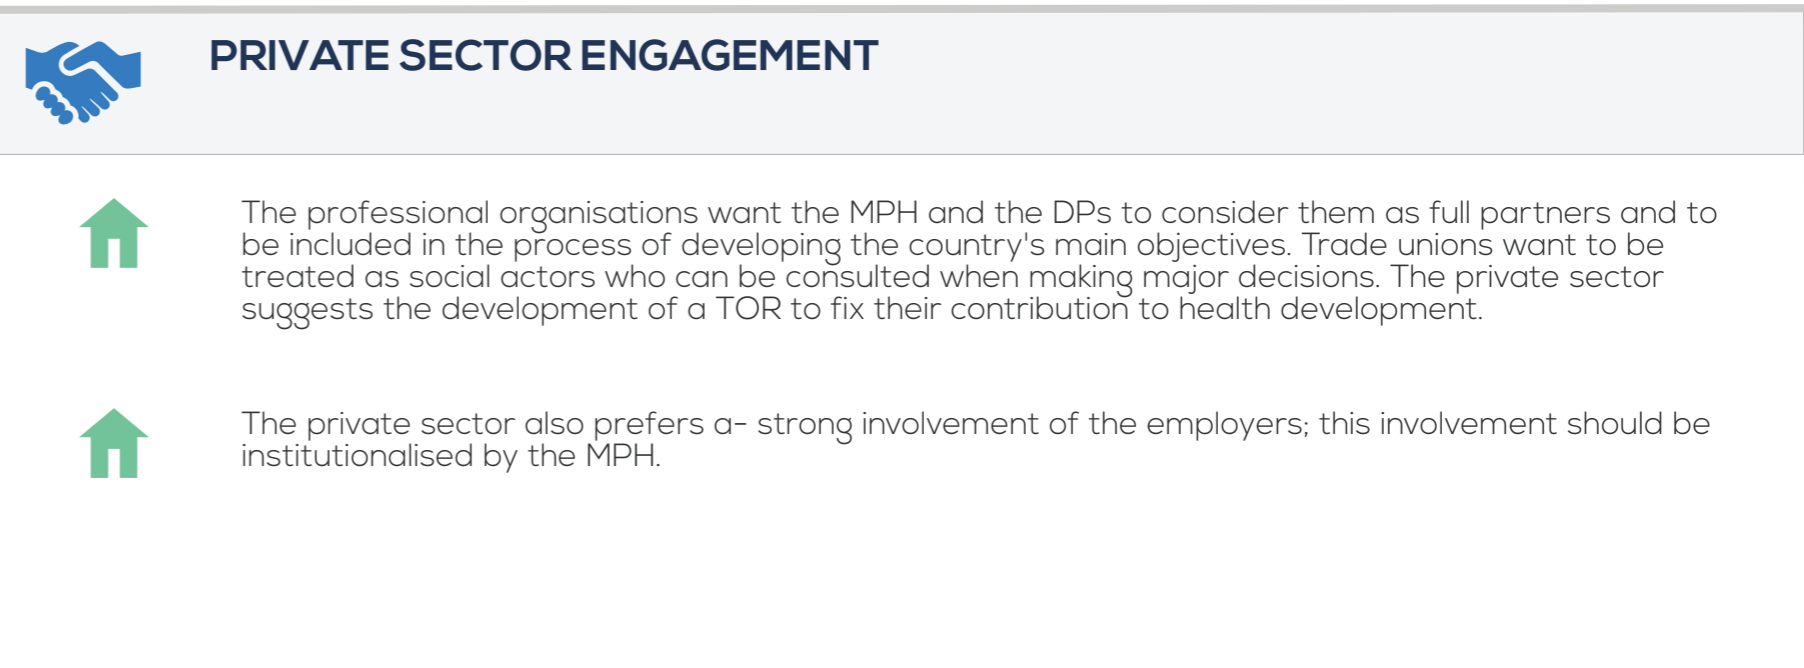 PRIVATE SECTOR ENGAGEMENT
The professional organisations want the MPH and the DPs to consider them as full partners and to
be included in the process of developing the country's main objectives. Trade unions want to be
treated as social actors who can be consulted when making major decisions. The private sector
suggests the development of a TOR to fix their contribution to health development.
The private sector also prefers a- strong involvement of the employers; this involvement should be
institutionalised by the MPH.